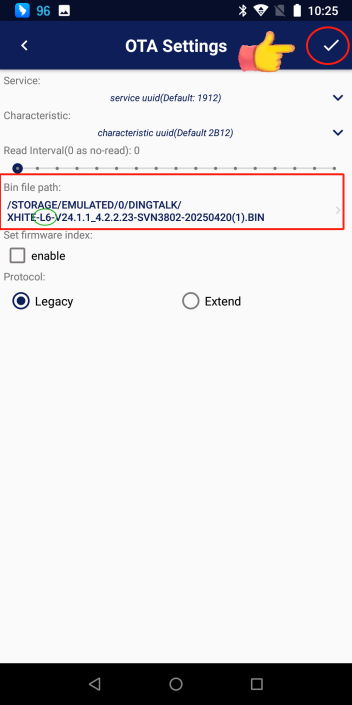 96
10:25
OTA Settings
Service:
service uuid(Default: 1912)
Characteristic:
characteristic uuid(Default 2B12)
Read Interval(0 as no-read): 0
Bin file path:
/STORAGE/EMULATED/0/DINGTALK/
XHITE-L6-V24.1.1_4.2.2.23-SVN3802-20250420(1).BIN
Set firmware index:
enable
Protocol:
Legacy
Extend